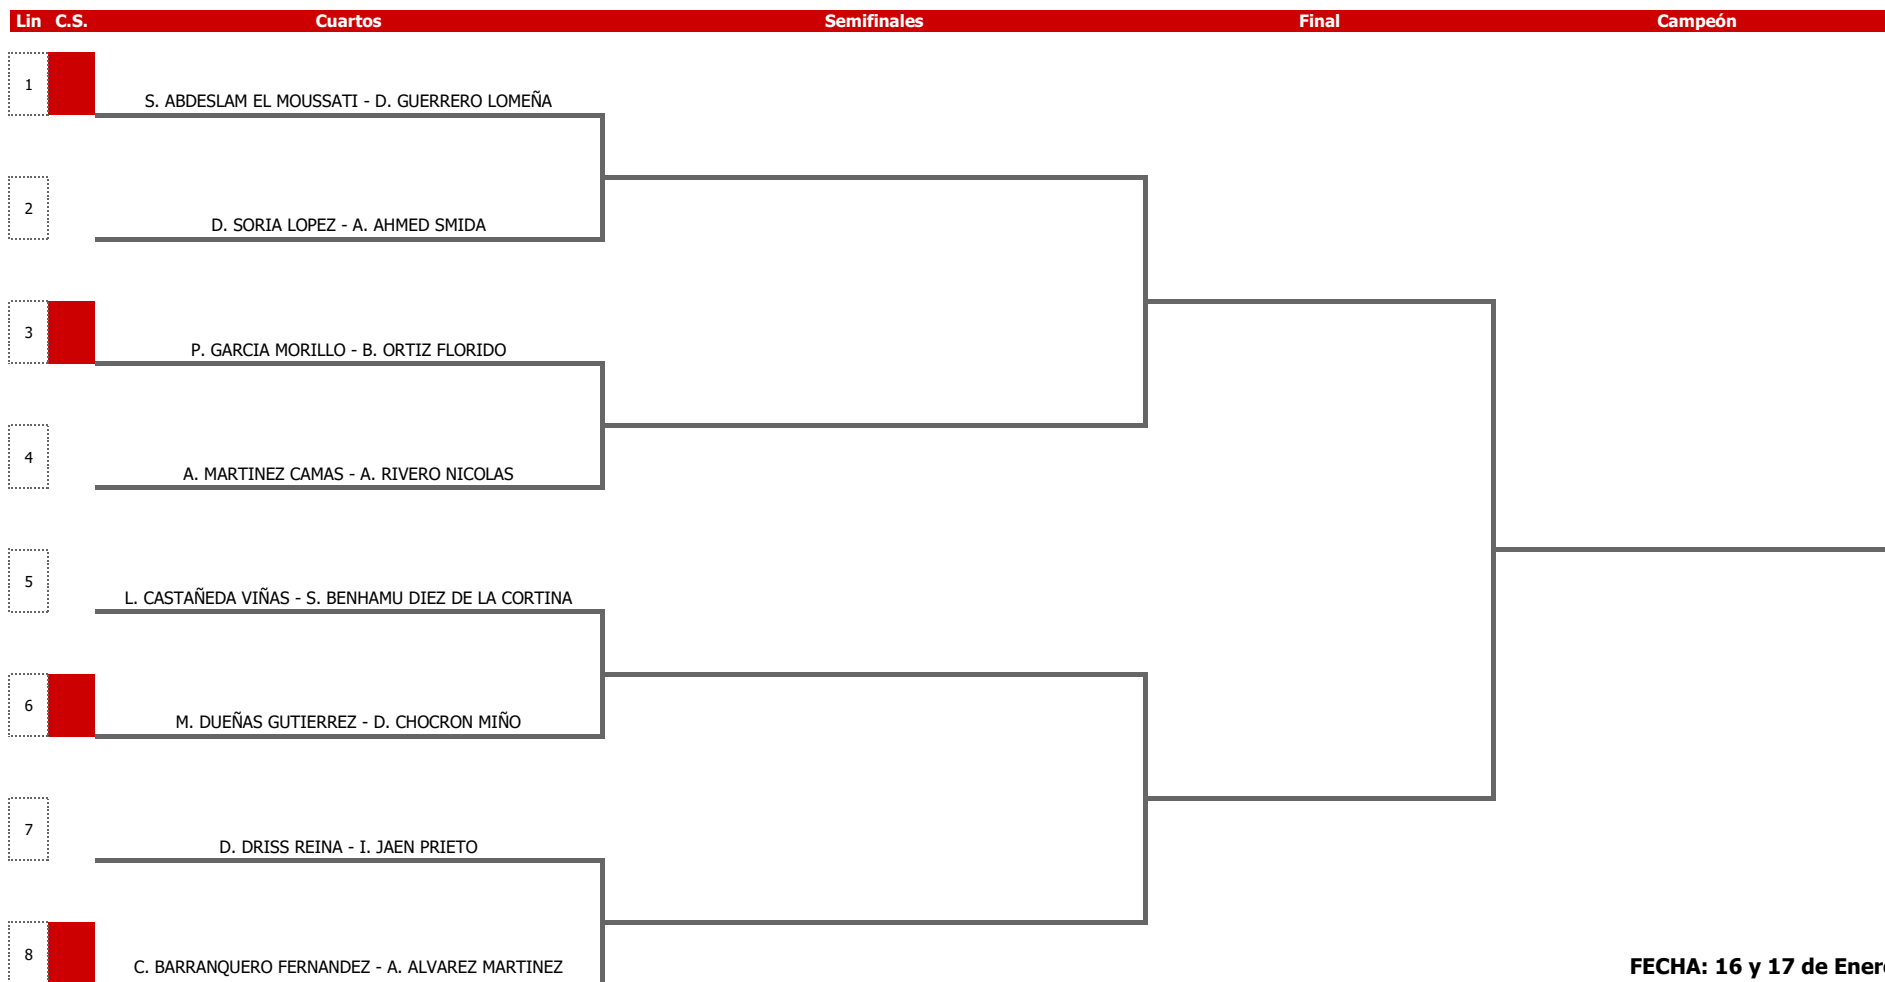 Lin C.S. Cuartos Semifinales Final Campeón
1
S. ABDESLAM EL MOUSSATI - D. GUERRERO LOMEÑA
2
D. SORIA LOPEZ - A. AHMED SMIDA
3
P. GARCIA MORILLO - B. ORTIZ FLORIDO
4
A. MARTINEZ CAMAS - A. RIVERO NICOLAS
5
L. CASTAÑEDA VIÑAS - S. BENHAMU DIEZ DE LA CORTINA
6
M. DUEÑAS GUTIERREZ - D. CHOCRON MIÑO
7
D. DRISS REINA - I. JAEN PRIETO
8
C. BARRANQUERO FERNANDEZ - A. ALVAREZ MARTINEZ
FECHA: 16 y 17 de Enero